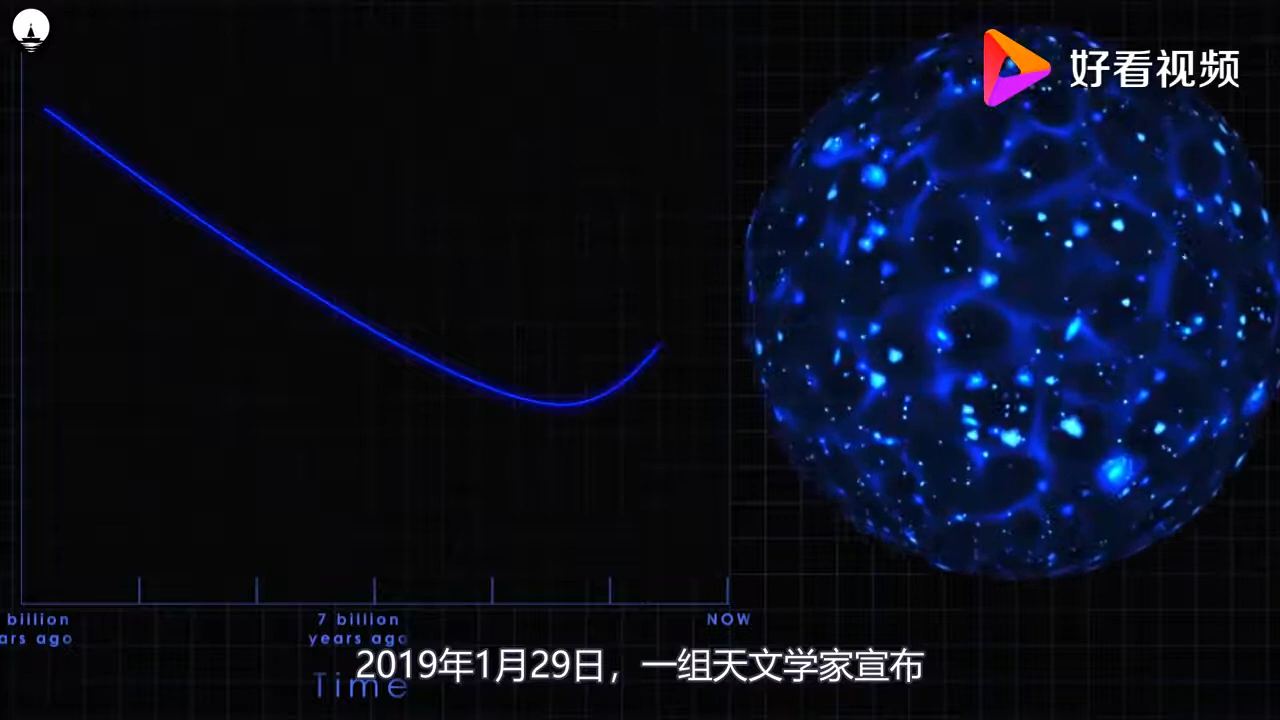 好看视频
billion
ars ago
7 billion
years ago
NOW
Time
2019年1月29日，一组天文学家宣布